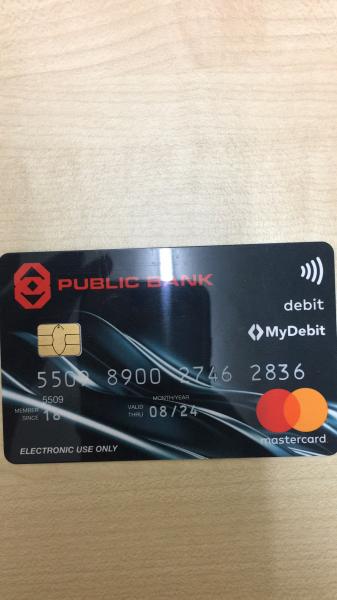 PUBLIC BANK
debit
MyDebit
5509 8900 2746 2836
5509
MONTH/YEAR
MEMBER SINCE 18
VALID THRU 08/24
mastercard
ELECTRONIC USE ONLY